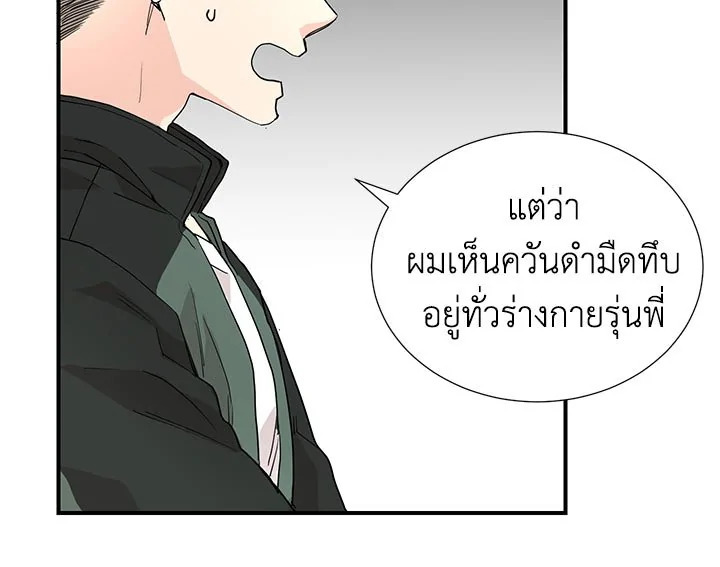 แต่ว่า
ผมเห็นควันดำมืดทึบ
อยู่ทั่วร่างกายรุ่นพี่